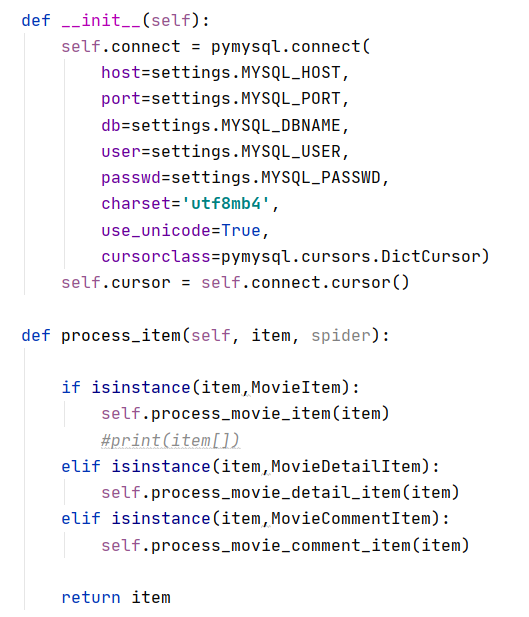 def __init__(self):
    self.connect = pymysql.connect(
        host=settings.MYSQL_HOST,
        port=settings.MYSQL_PORT,
        db=settings.MYSQL_DBNAME,
        user=settings.MYSQL_USER,
        passwd=settings.MYSQL_PASSWD,
        charset='utf8mb4',
        use_unicode=True,
        cursorclass=pymysql.cursors.DictCursor)
    self.cursor = self.connect.cursor()

def process_item(self, item, spider):

    if isinstance(item,MovieItem):
        self.process_movie_item(item)
        #print(item[])
    elif isinstance(item,MovieDetailItem):
        self.process_movie_detail_item(item)
    elif isinstance(item,MovieCommentItem):
        self.process_movie_comment_item(item)

    return item